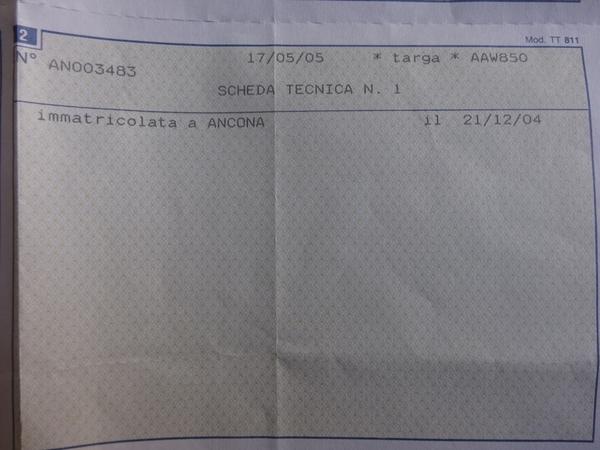 2
Mod. TT 811
N° AN003483 17/05/05 * targa * AAW850
SCHEDA TECNICA N. 1
immatricolata a ANCONA il 21/12/04